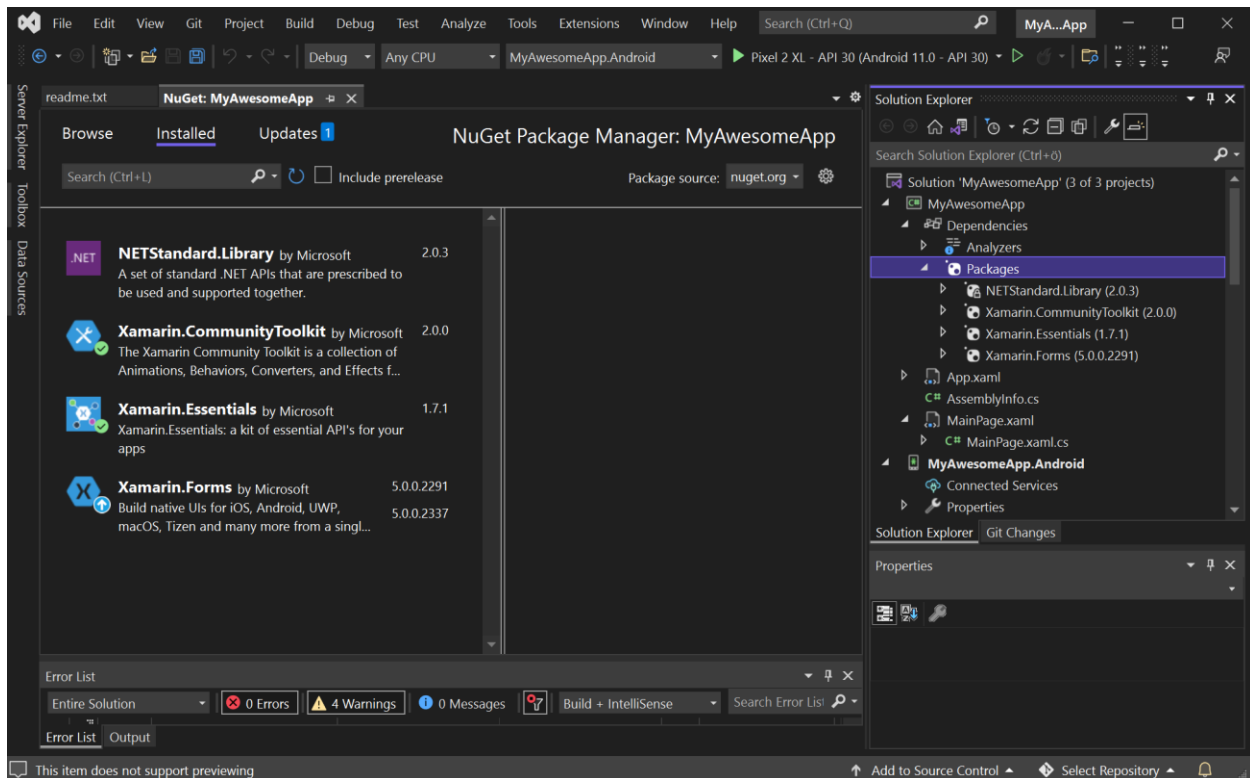 File Edit View Git Project Build Debug Test Analyze Tools Extensions Window Help Search (Ctrl+Q) MyA...App
Debug Any CPU MyAwesomeApp.Android Pixel 2 XL - API 30 (Android 11.0 - API 30)
Server Explorer
Toolbox
Data Sources
readme.txt NuGet: MyAwesomeApp
Browse Installed Updates 1 NuGet Package Manager: MyAwesomeApp
Search (Ctrl+L) Include prerelease Package source: nuget.org
.NET NETStandard.Library by Microsoft 2.0.3
A set of standard .NET APIs that are prescribed to
be used and supported together.
Xamarin.CommunityToolkit by Microsoft 2.0.0
The Xamarin Community Toolkit is a collection of
Animations, Behaviors, Converters, and Effects f...
Xamarin.Essentials by Microsoft 1.7.1
Xamarin.Essentials: a kit of essential API's for your
apps
Xamarin.Forms by Microsoft 5.0.0.2291
Build native UIs for iOS, Android, UWP, 5.0.0.2337
macOS, Tizen and many more from a singl...
Solution Explorer
Search Solution Explorer (Ctrl+ö)
Solution 'MyAwesomeApp' (3 of 3 projects)
MyAwesomeApp
Dependencies
Analyzers
Packages
NETStandard.Library (2.0.3)
Xamarin.CommunityToolkit (2.0.0)
Xamarin.Essentials (1.7.1)
Xamarin.Forms (5.0.0.2291)
App.xaml
C# AssemblyInfo.cs
MainPage.xaml
C# MainPage.xaml.cs
MyAwesomeApp.Android
Connected Services
Properties
Solution Explorer Git Changes
Properties
Error List
Entire Solution 0 Errors 4 Warnings 0 Messages Build + IntelliSense Search Error List
Error List Output
This item does not support previewing Add to Source Control Select Repository